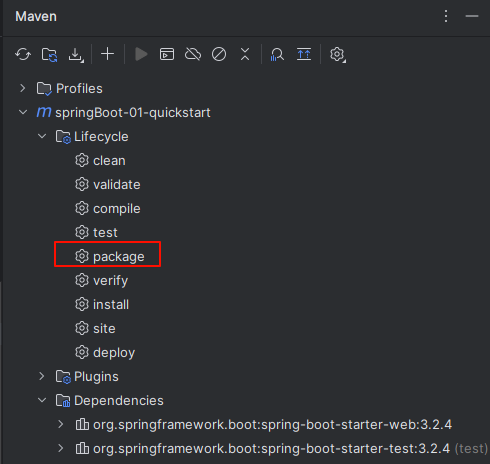 Maven
Profiles
springBoot-01-quickstart
Lifecycle
clean
validate
compile
test
package
verify
install
site
deploy
Plugins
Dependencies
org.springframework.boot:spring-boot-starter-web:3.2.4
org.springframework.boot:spring-boot-starter-test:3.2.4 (test)